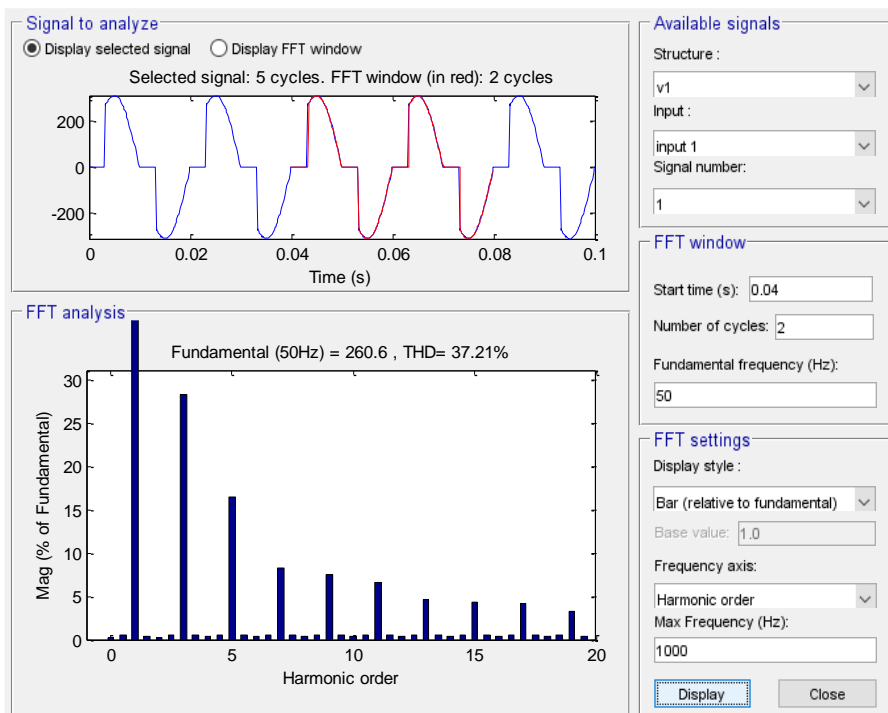 Signal to analyze
Display selected signal
Display FFT window
Selected signal: 5 cycles. FFT window (in red): 2 cycles
200
0
-200
0
0.02
0.04
0.06
0.08
0.1
Time (s)
FFT analysis
Fundamental (50Hz) = 260.6 , THD= 37.21%
30
25
20
15
10
5
0
Mag (% of Fundamental)
0
5
10
15
20
Harmonic order
Available signals
Structure :
v1
Input :
input 1
Signal number:
1
FFT window
Start time (s): 0.04
Number of cycles: 2
Fundamental frequency (Hz):
50
FFT settings
Display style :
Bar (relative to fundamental)
Base value: 1.0
Frequency axis:
Harmonic order
Max Frequency (Hz):
1000
Display
Close